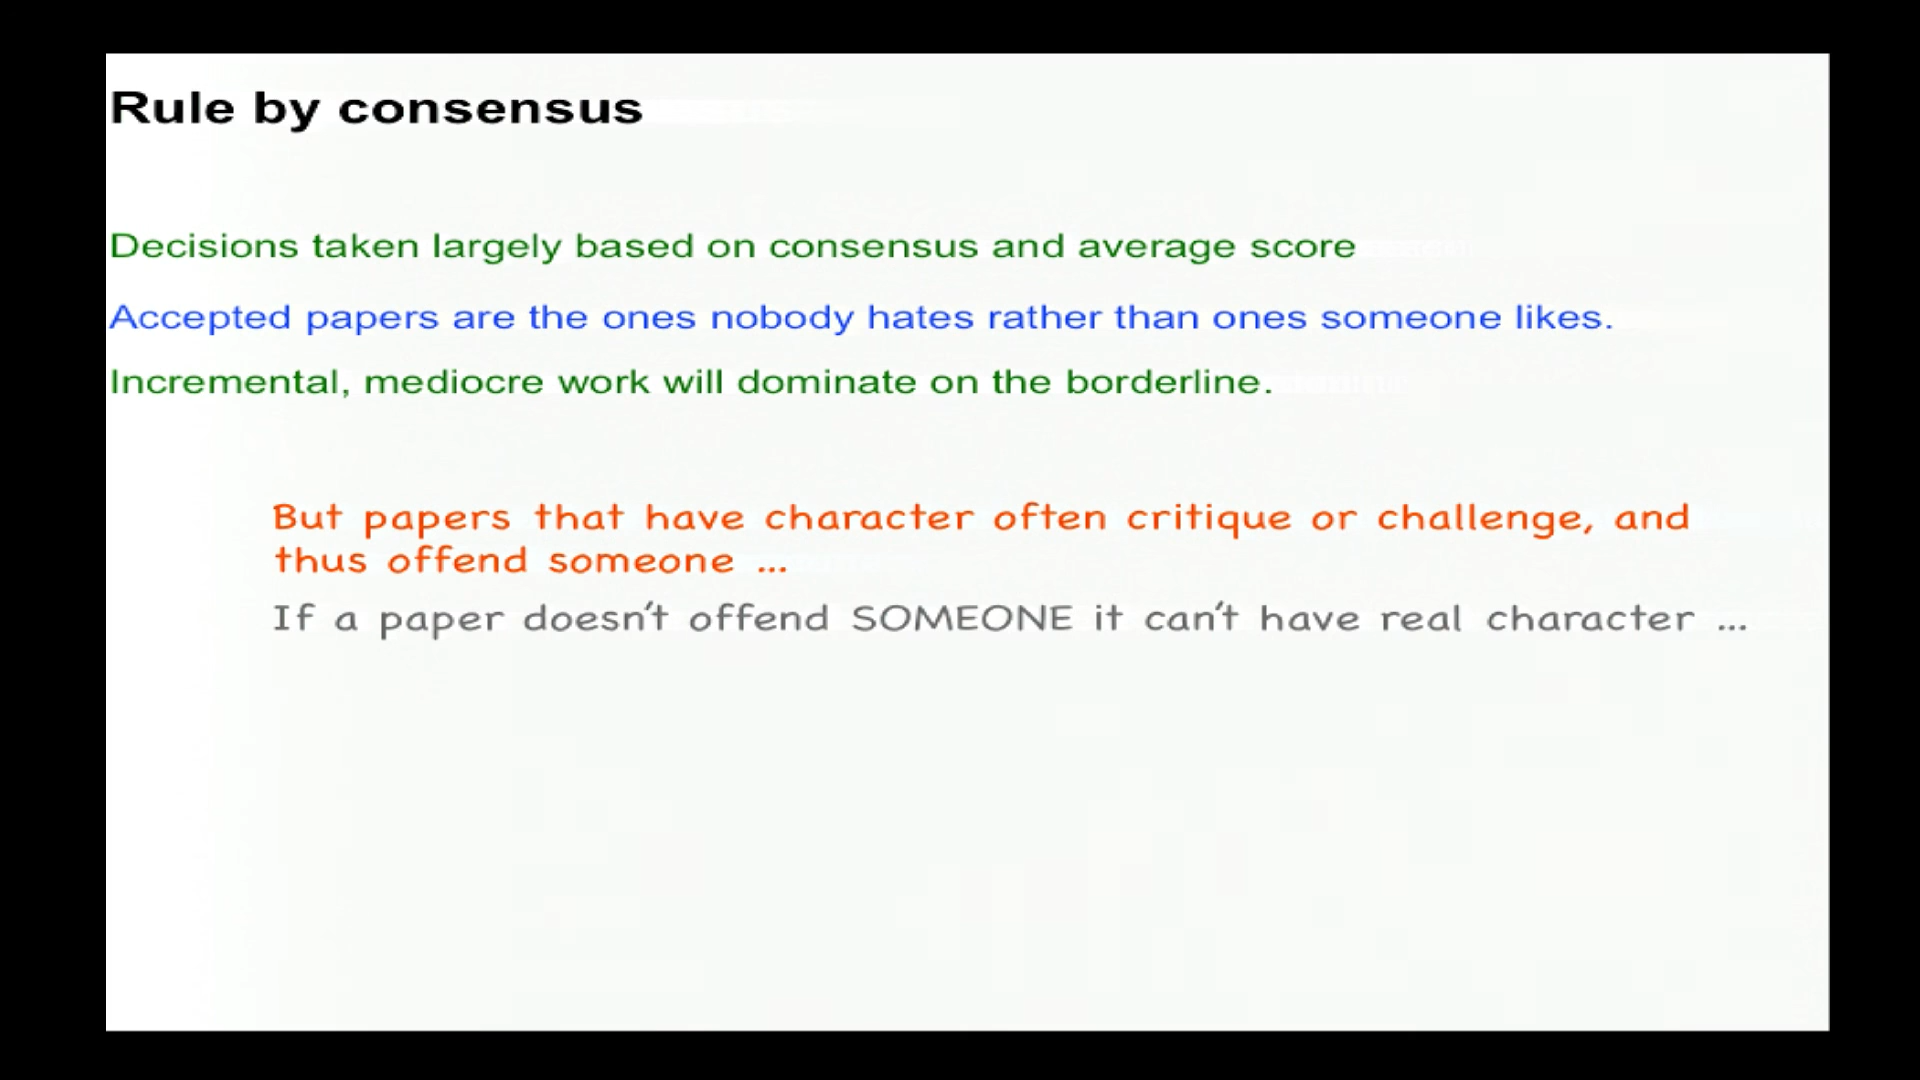 Rule by consensus
Decisions taken largely based on consensus and average score
Accepted papers are the ones nobody hates rather than ones someone likes.
Incremental, mediocre work will dominate on the borderline.
But papers that have character often critique or challenge, and
thus offend someone ...
If a paper doesn't offend SOMEONE it can't have real character ...